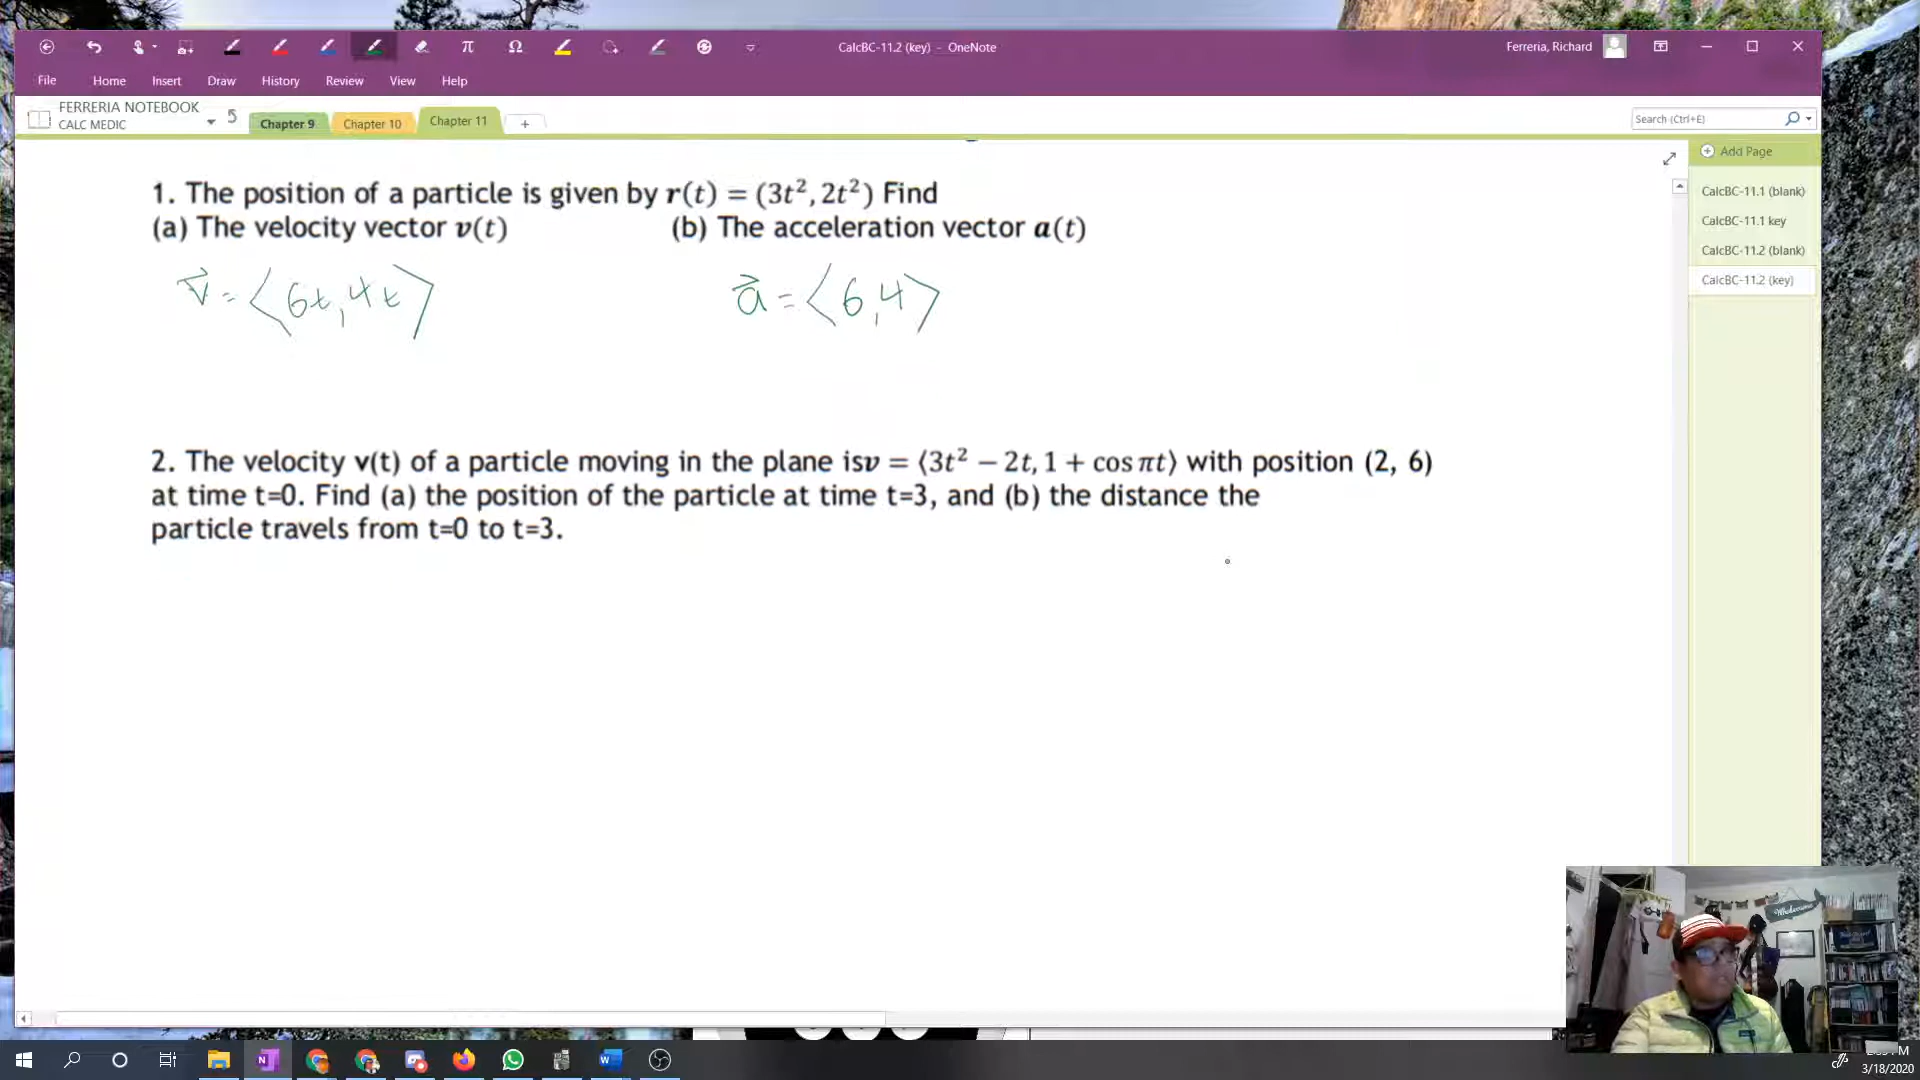 CalcBC-11.2 (key) - OneNote
Ferreria, Richard
File Home Insert Draw History Review View Help
FERRERIA NOTEBOOK
CALC MEDIC
Chapter 9 Chapter 10 Chapter 11 +
Search (Ctrl+E)
Add Page
CalcBC-11.1 (blank)
CalcBC-11.1 key
CalcBC-11.2 (blank)
CalcBC-11.2 (key)
1. The position of a particle is given by r(t) = (3t², 2t²) Find
(a) The velocity vector v(t) (b) The acceleration vector a(t)
v⃗ = ⟨6t, 4t⟩ a⃗ = ⟨6, 4⟩
2. The velocity v(t) of a particle moving in the plane isv = ⟨3t² − 2t, 1 + cos πt⟩ with position (2, 6)
at time t=0. Find (a) the position of the particle at time t=3, and (b) the distance the
particle travels from t=0 to t=3.
3/18/2020